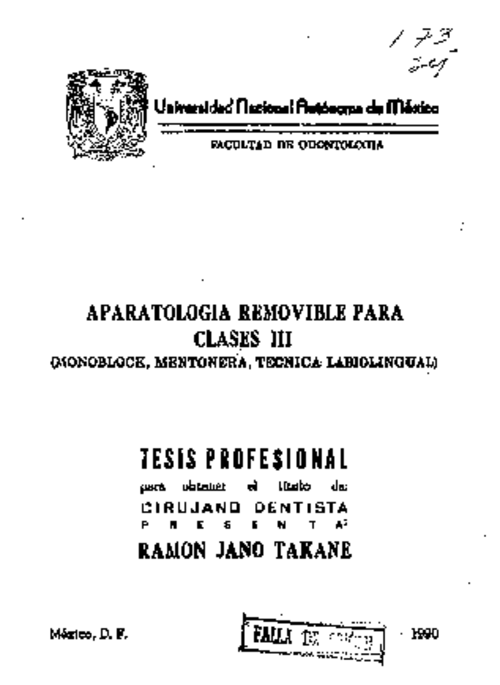 173
Universidad Nacional Autónoma de México
FACULTAD DE ODONTOLOGIA
APARATOLOGIA REMOVIBLE PARA
CLASES III
(MONOBLOCK, MENTONERA, TECNICA LABIOLINGUAL)
TESIS PROFESIONAL
para obtener el título de:
CIRUJANO DENTISTA
P R E S E N T A:
RAMON JANO TAKANE
México, D. F.
FALLA DE ORIGEN
1990